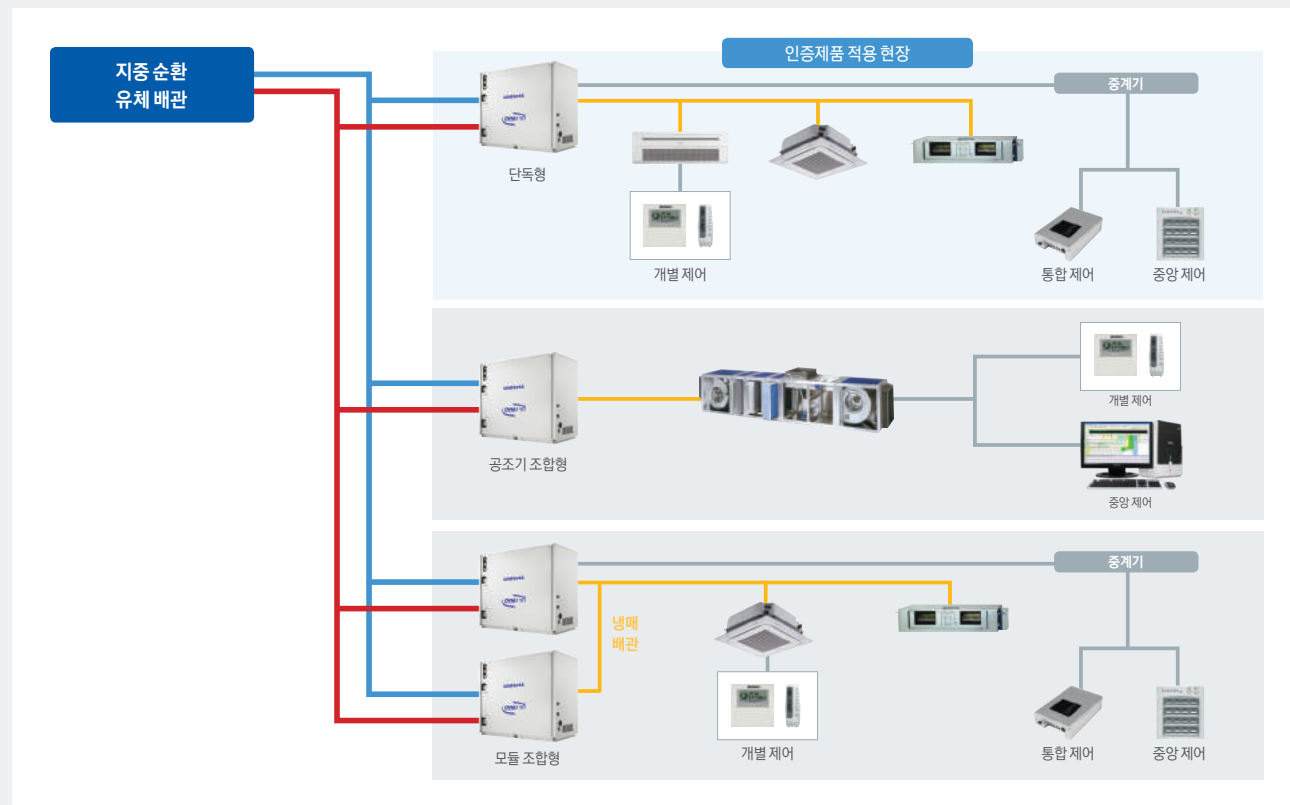 지중 순환
유체 배관
인증제품 적용 현장
중계기
단독형
개별 제어
통합 제어
중앙 제어
공조기 조합형
개별 제어
중앙 제어
중계기
냉매
배관
모듈 조합형
개별 제어
통합 제어
중앙 제어